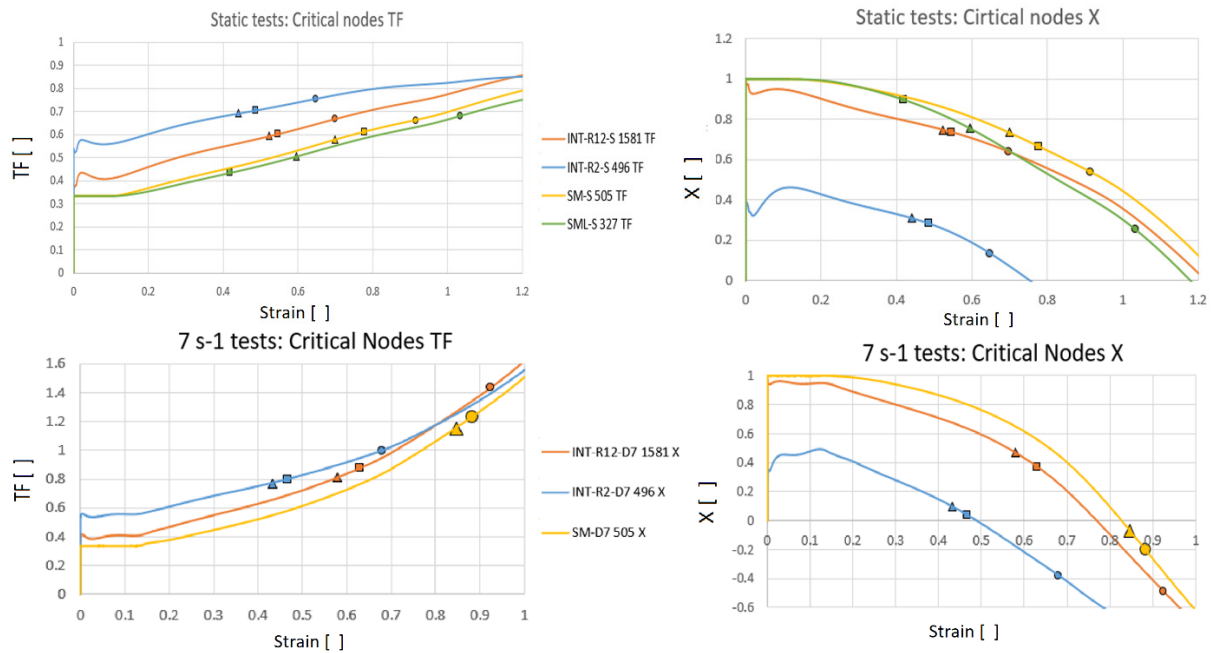 Static tests: Critical nodes TF
1
0.9
0.8
0.7
0.6
0.5
0.4
0.3
0.2
0.1
0
TF [ ]
0 0.2 0.4 0.6 0.8 1 1.2
Strain [ ]
INT-R12-S 1581 TF
INT-R2-S 496 TF
SM-S 505 TF
SML-S 327 TF
Static tests: Cirtical nodes X
1.2
1
0.8
0.6
0.4
0.2
0
X [ ]
0 0.2 0.4 0.6 0.8 1 1.2
Strain [ ]
7 s-1 tests: Critical Nodes TF
1.6
1.4
1.2
1
0.8
0.6
0.4
0.2
0
TF [ ]
0 0.1 0.2 0.3 0.4 0.5 0.6 0.7 0.8 0.9 1
Strain [ ]
INT-R12-D7 1581 X
INT-R2-D7 496 X
SM-D7 505 X
7 s-1 tests: Critical Nodes X
1
0.8
0.6
0.4
0.2
0
-0.2
-0.4
-0.6
X [ ]
0 0.1 0.2 0.3 0.4 0.5 0.6 0.7 0.8 0.9 1
Strain [ ]